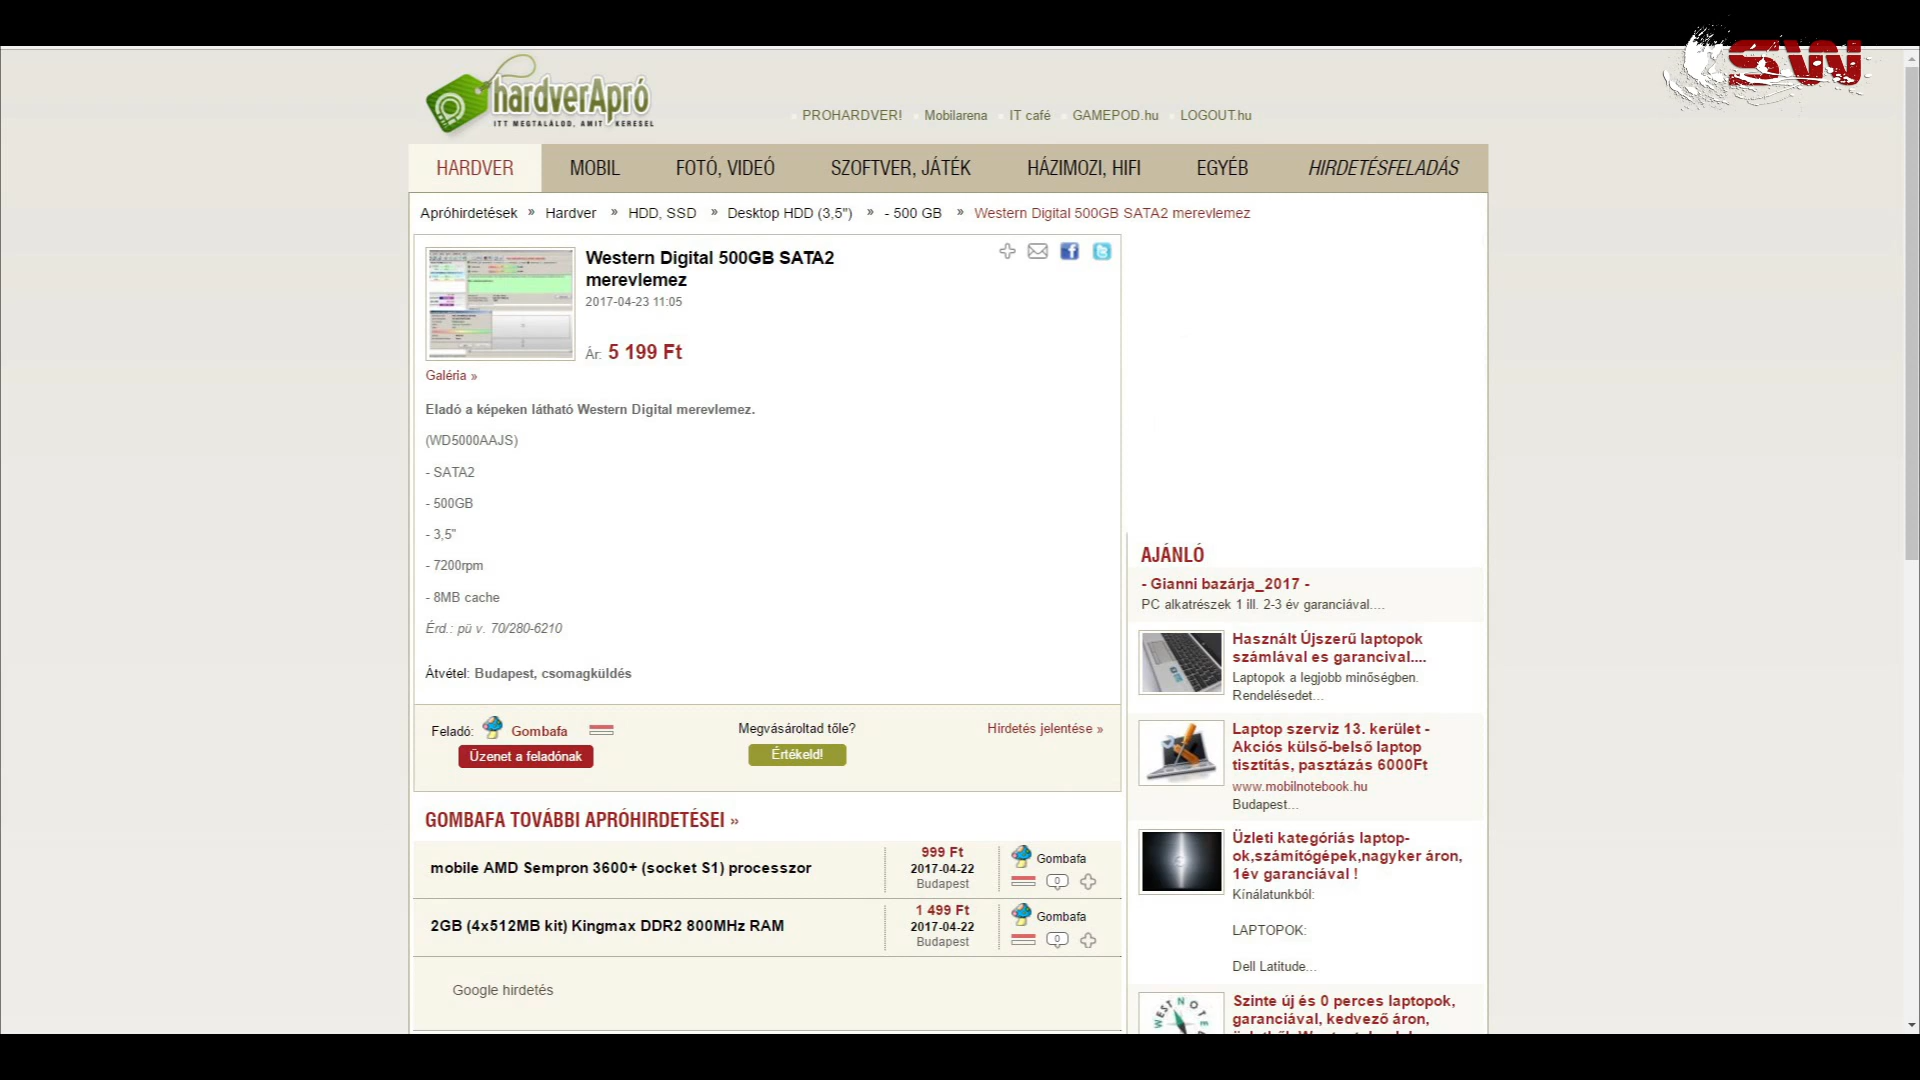 SW
hardverApró
ITT MEGTALÁLOD, AMIT KERESEL
PROHARDVER! Mobilarena IT café GAMEPOD.hu LOGOUT.hu
HARDVER MOBIL FOTÓ, VIDEÓ SZOFTVER, JÁTÉK HÁZIMOZI, HIFI EGYÉB HIRDETÉSFELADÁS
Apróhirdetések » Hardver » HDD, SSD » Desktop HDD (3,5") » - 500 GB » Western Digital 500GB SATA2 merevlemez
Western Digital 500GB SATA2
merevlemez
2017-04-23 11:05
Ár: 5 199 Ft
Galéria »
Eladó a képeken látható Western Digital merevlemez.
(WD5000AAJS)
- SATA2
- 500GB
- 3,5"
- 7200rpm
- 8MB cache
Érd.: pü v. 70/280-6210
Átvétel: Budapest, csomagküldés
Feladó: Gombafa
Üzenet a feladónak
Megvásároltad tőle?
Értékeld!
Hirdetés jelentése »
GOMBAFA TOVÁBBI APRÓHIRDETÉSEI »
mobile AMD Sempron 3600+ (socket S1) processzor
999 Ft
2017-04-22
Budapest
Gombafa
0
2GB (4x512MB kit) Kingmax DDR2 800MHz RAM
1 499 Ft
2017-04-22
Budapest
Gombafa
0
Google hirdetés
AJÁNLÓ
- Gianni bazárja_2017 -
PC alkatrészek 1 ill. 2-3 év garanciával....
Használt Újszerű laptopok
számlával es garancival....
Laptopok a legjobb minőségben.
Rendelésedet...
Laptop szerviz 13. kerület -
Akciós külső-belső laptop
tisztítás, pasztázás 6000Ft
www.mobilnotebook.hu
Budapest...
Üzleti kategóriás laptop-
ok,számítógépek,nagyker áron,
1év garanciával !
Kínálatunkból:
LAPTOPOK:
Dell Latitude...
WESTNOTE
Szinte új és 0 perces laptopok,
garanciával, kedvező áron,